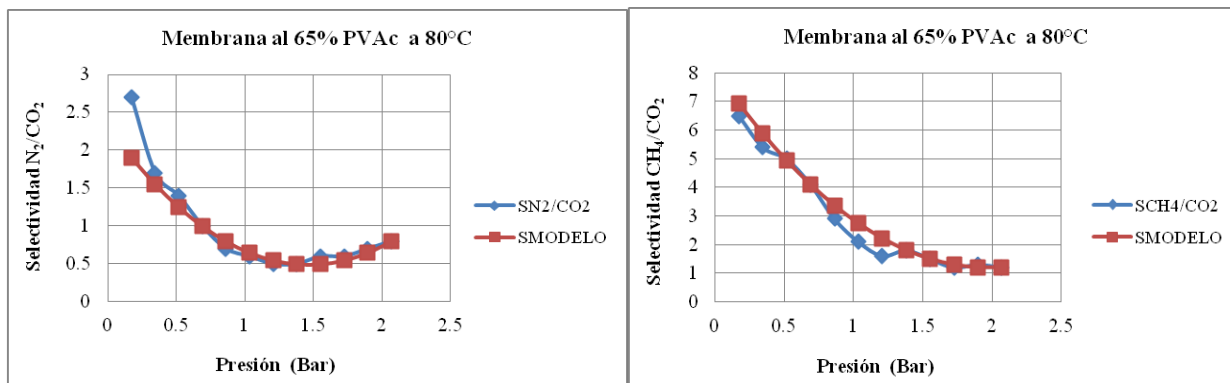 Membrana al 65% PVAc a 80°C
Selectividad N₂/CO₂
3
2.5
2
1.5
1
0.5
0
0
0.5
1
1.5
2
2.5
Presión (Bar)
SN2/CO2
SMODELO
Membrana al 65% PVAc a 80°C
Selectividad CH₄/CO₂
8
7
6
5
4
3
2
1
0
0
0.5
1
1.5
2
2.5
Presión (Bar)
SCH4/CO2
SMODELO